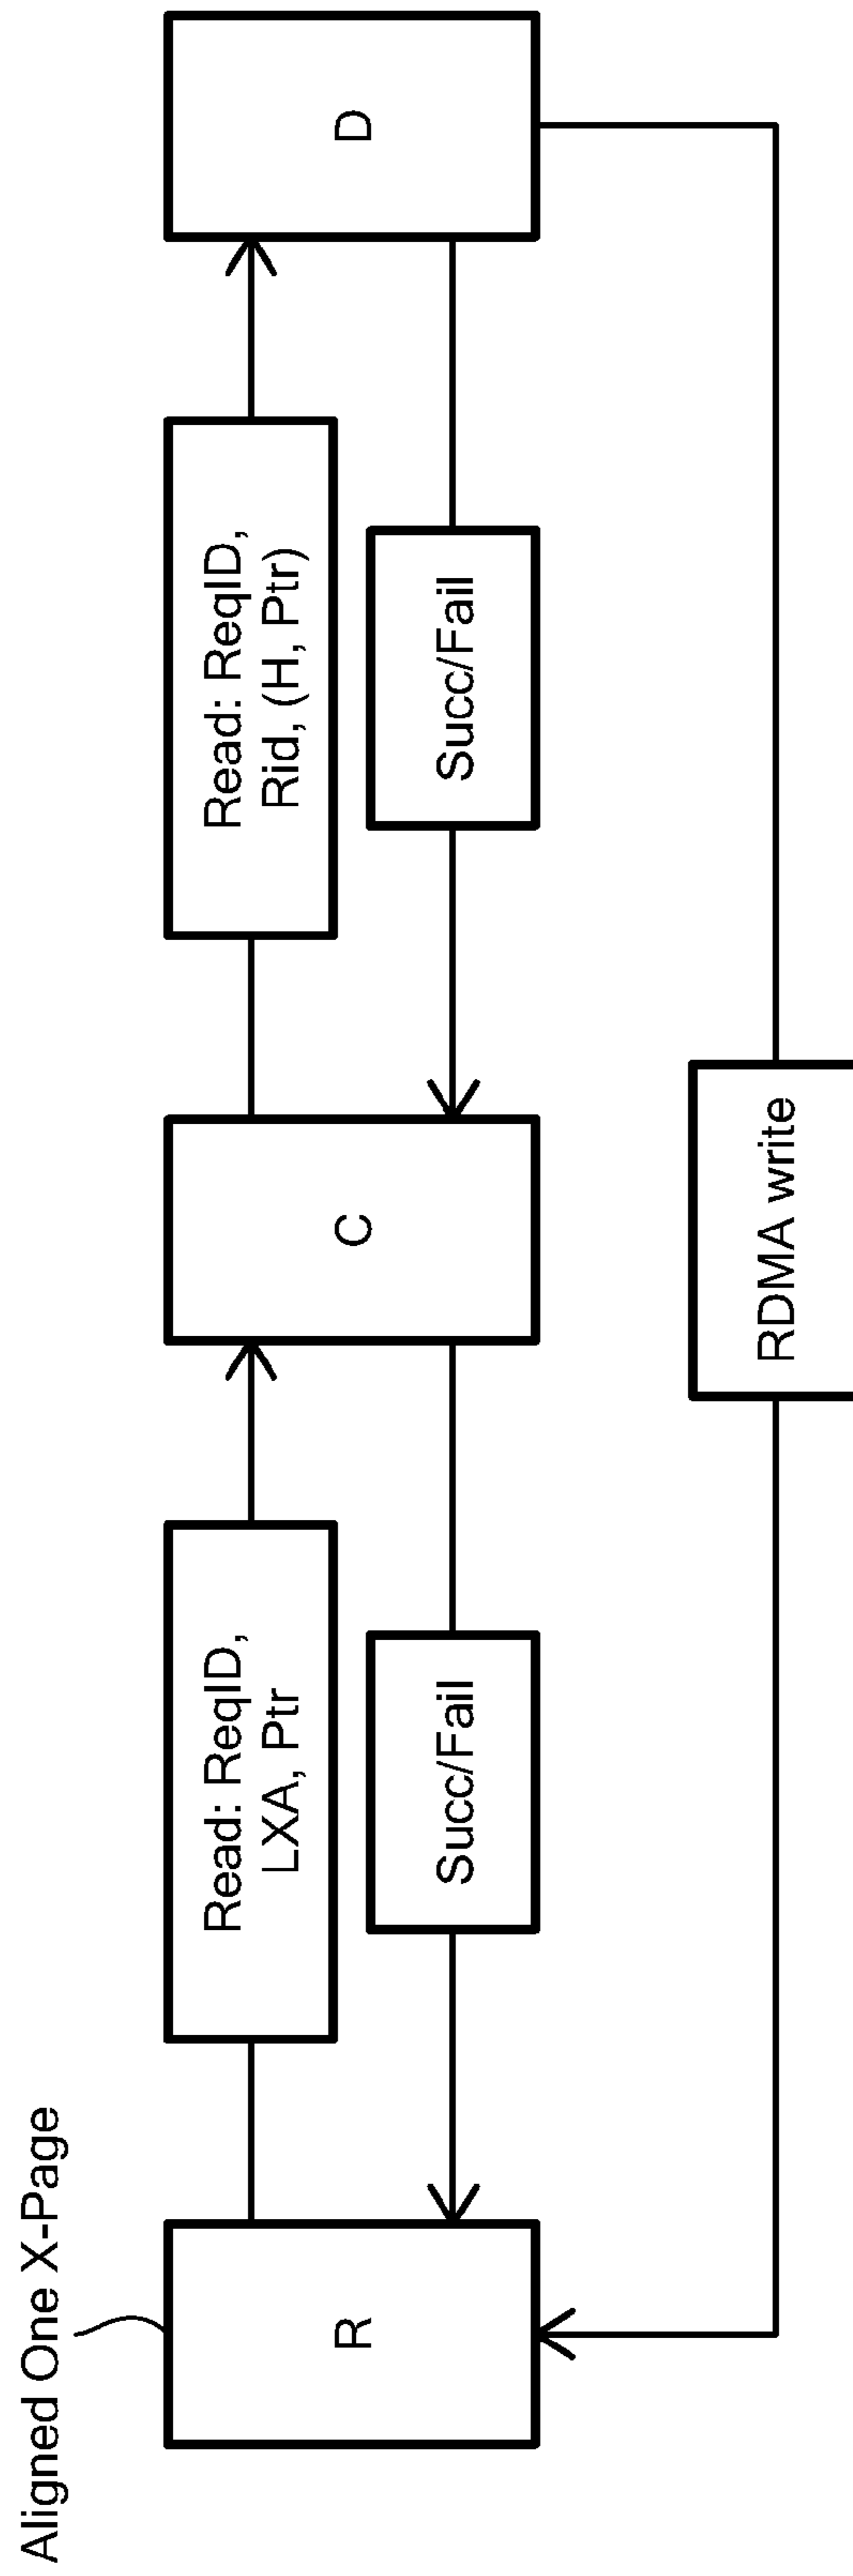 Aligned One X-Page
R
Read: ReqID,
LXA, Ptr
Succ/Fail
C
Read: ReqID,
Rid, (H, Ptr)
Succ/Fail
D
RDMA write